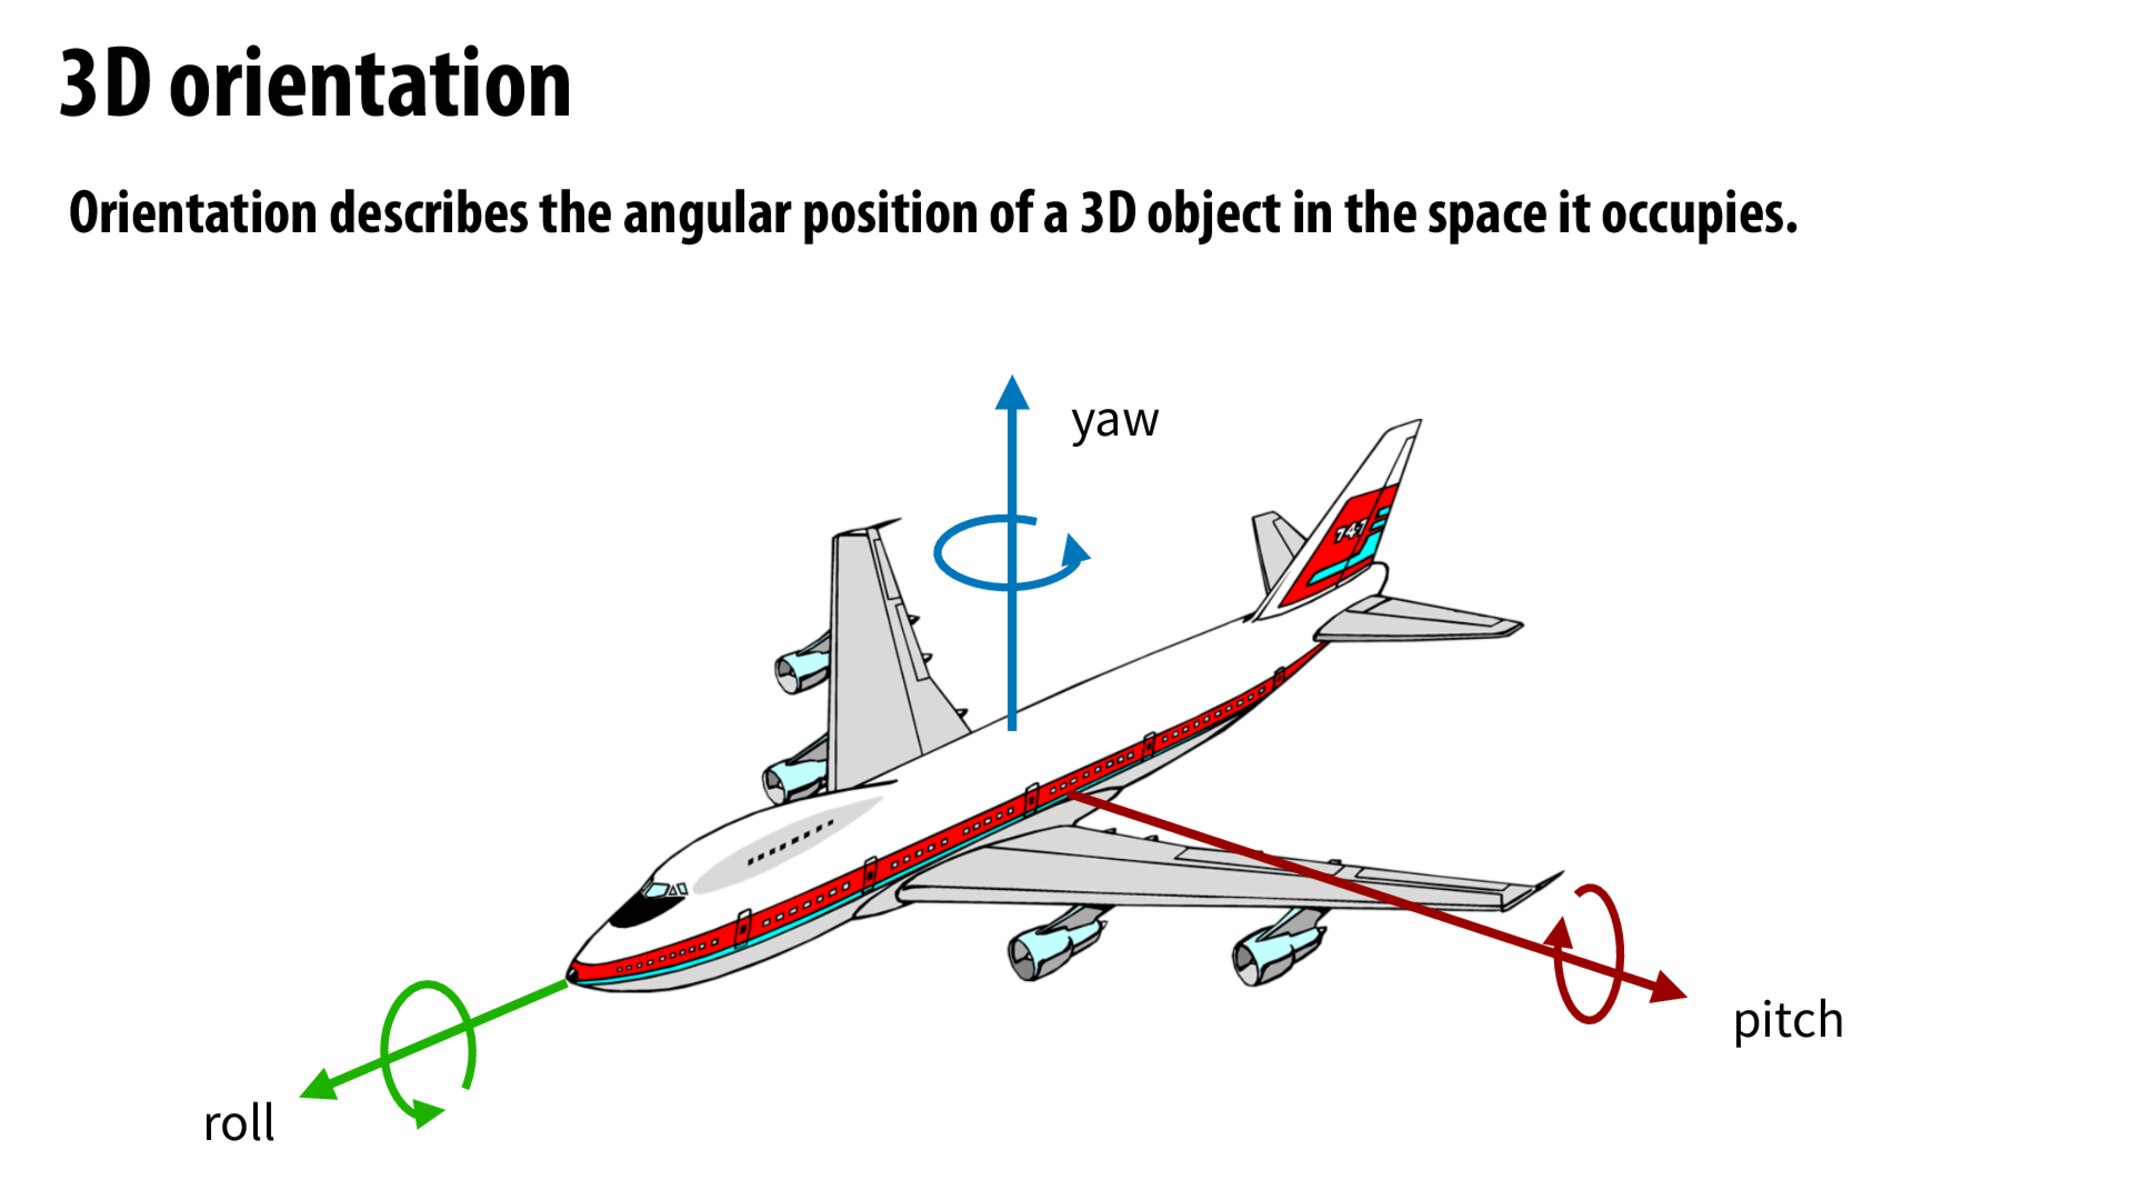 3D orientation
Orientation describes the angular position of a 3D object in the space it occupies.
yaw
747
pitch
roll